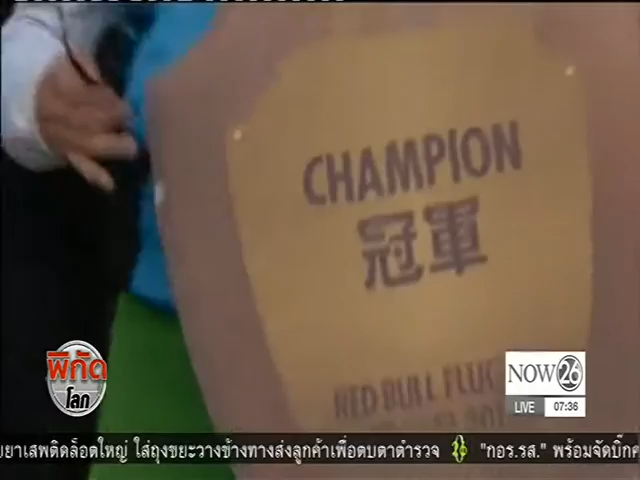 CHAMPION
冠軍
RED BULL FLUG
พิกัด
โลก
NOW26
LIVE 07:36
ยาเสพติดล็อตใหญ่ ใส่ถุงขยะวางข้างทางส่งลูกค้าเพื่อตบตาตำรวจ "กอร.รส." พร้อมจัดบิ๊ก